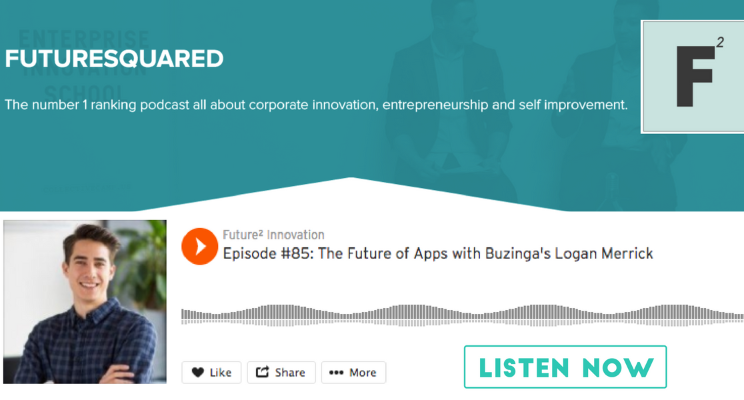 ENTERPRISE
INNOVATION
SCHOOL
FUTURESQUARED
The number 1 ranking podcast all about corporate innovation, entrepreneurship and self improvement.
F²
Future² Innovation
Episode #85: The Future of Apps with Buzinga's Logan Merrick
Like
Share
More
LISTEN NOW